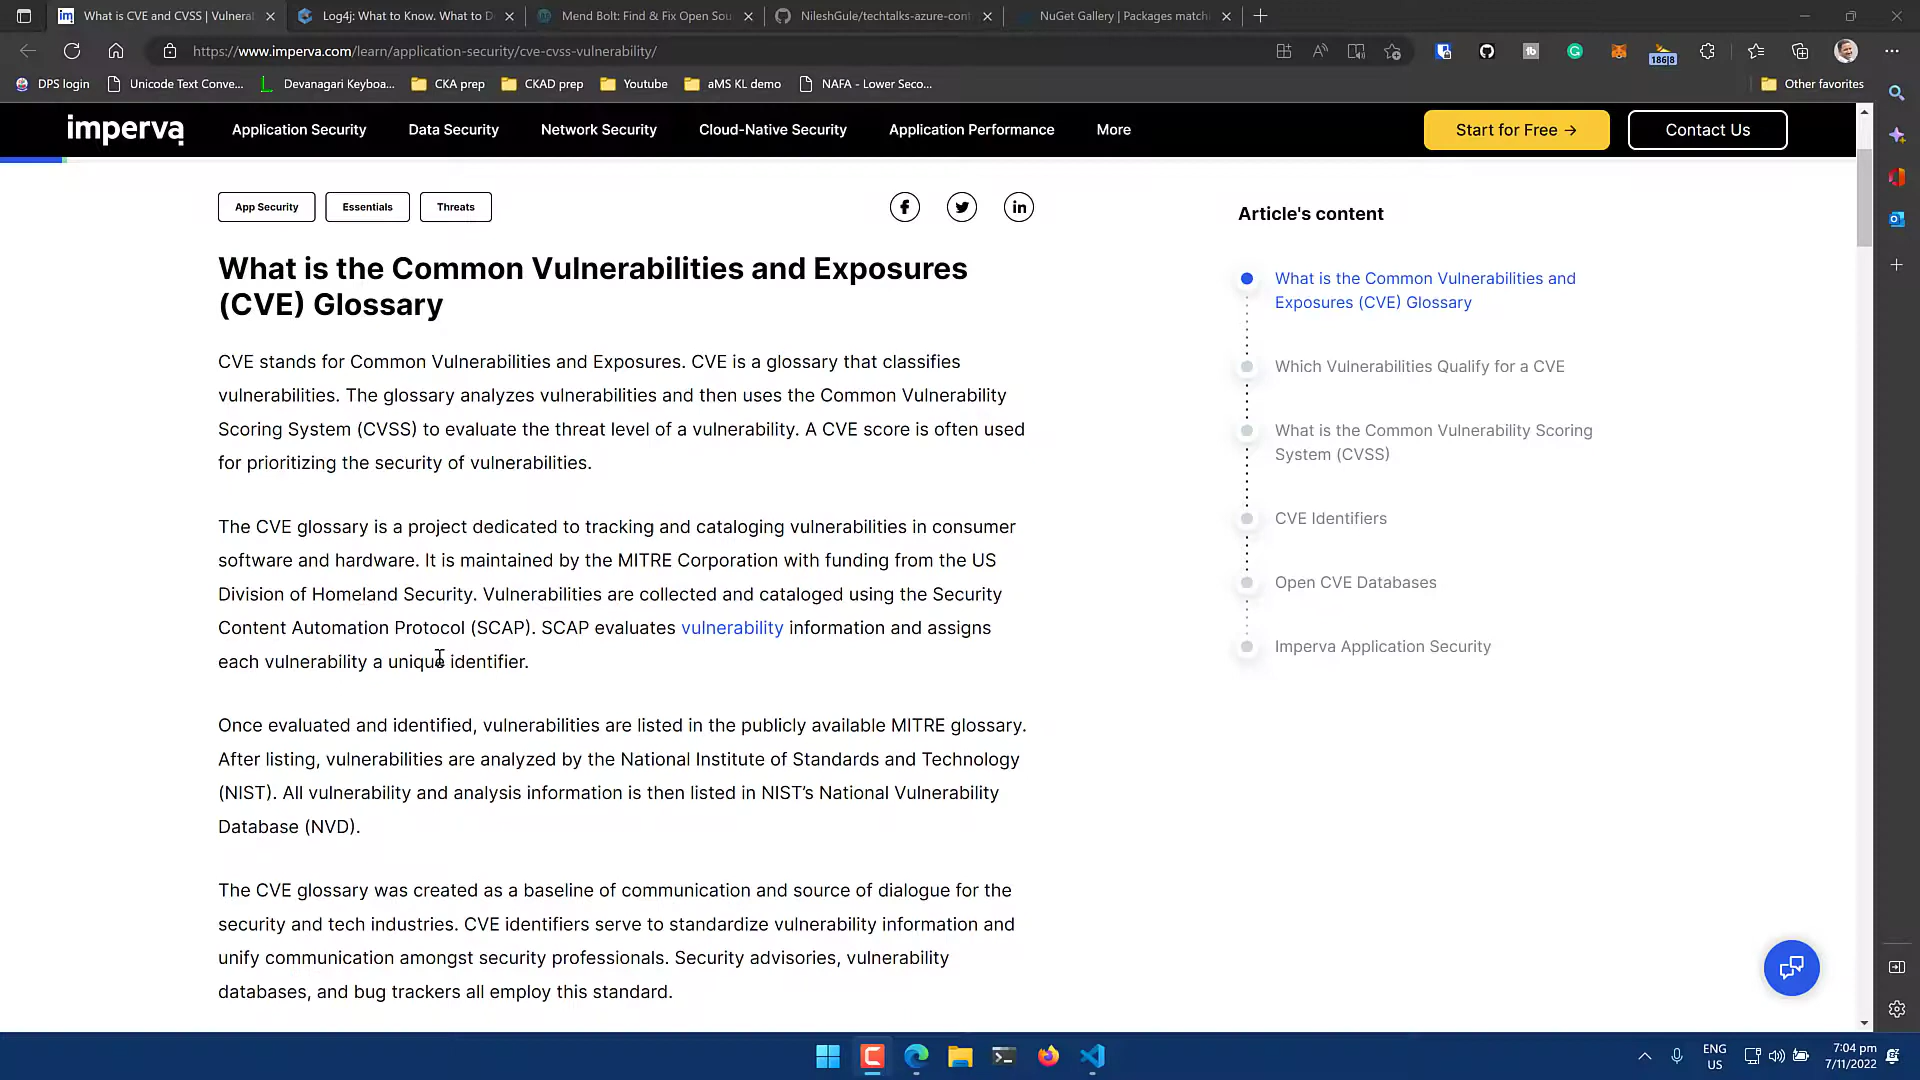 What is CVE and CVSS | Vulnera
Log4j: What to Know. What to D
Mend Bolt: Find & Fix Open Sou
NileshGule/techtalks-azure-cont
NuGet Gallery | Packages match
https://www.imperva.com/learn/application-security/cve-cvss-vulnerability/
186|8
DPS login
Unicode Text Conve...
Devanagari Keyboa...
CKA prep
CKAD prep
Youtube
aMS KL demo
NAFA - Lower Seco...
Other favorites
imperva
Application Security
Data Security
Network Security
Cloud-Native Security
Application Performance
More
Start for Free →
Contact Us
App Security
Essentials
Threats
What is the Common Vulnerabilities and Exposures
(CVE) Glossary
CVE stands for Common Vulnerabilities and Exposures. CVE is a glossary that classifies
vulnerabilities. The glossary analyzes vulnerabilities and then uses the Common Vulnerability
Scoring System (CVSS) to evaluate the threat level of a vulnerability. A CVE score is often used
for prioritizing the security of vulnerabilities.
The CVE glossary is a project dedicated to tracking and cataloging vulnerabilities in consumer
software and hardware. It is maintained by the MITRE Corporation with funding from the US
Division of Homeland Security. Vulnerabilities are collected and cataloged using the Security
Content Automation Protocol (SCAP). SCAP evaluates vulnerability information and assigns
each vulnerability a unique identifier.
Once evaluated and identified, vulnerabilities are listed in the publicly available MITRE glossary.
After listing, vulnerabilities are analyzed by the National Institute of Standards and Technology
(NIST). All vulnerability and analysis information is then listed in NIST’s National Vulnerability
Database (NVD).
The CVE glossary was created as a baseline of communication and source of dialogue for the
security and tech industries. CVE identifiers serve to standardize vulnerability information and
unify communication amongst security professionals. Security advisories, vulnerability
databases, and bug trackers all employ this standard.
Article's content
What is the Common Vulnerabilities and
Exposures (CVE) Glossary
Which Vulnerabilities Qualify for a CVE
What is the Common Vulnerability Scoring
System (CVSS)
CVE Identifiers
Open CVE Databases
Imperva Application Security
ENG
US
7:04 pm
7/11/2022